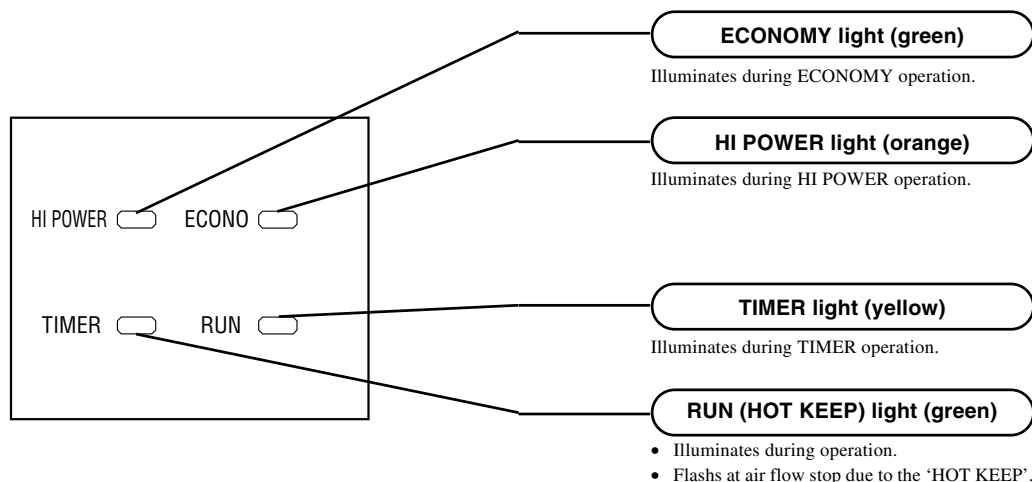 ECONOMY light (green)
Illuminates during ECONOMY operation.
HI POWER light (orange)
Illuminates during HI POWER operation.
HI POWER ECONO
TIMER RUN
TIMER light (yellow)
Illuminates during TIMER operation.
RUN (HOT KEEP) light (green)
• Illuminates during operation.
• Flashs at air flow stop due to the ‘HOT KEEP’.